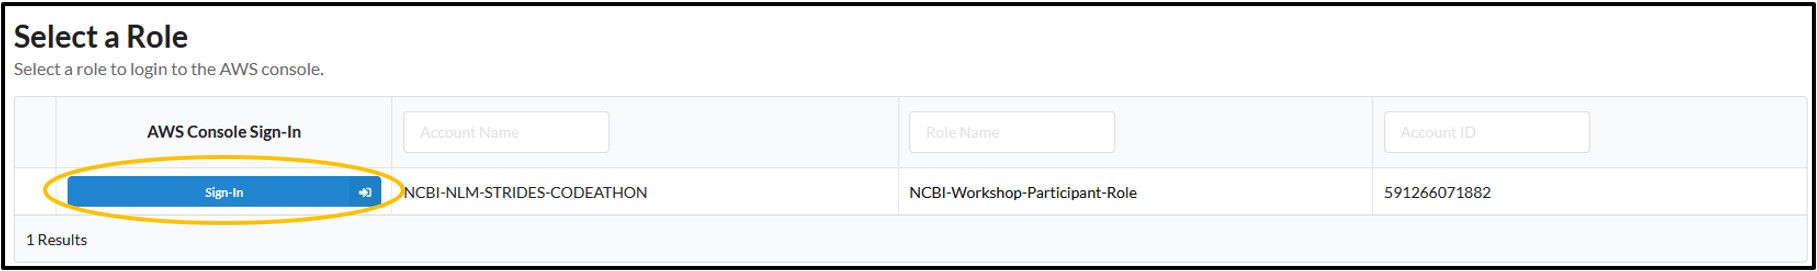 Select a Role
Select a role to login to the AWS console.
AWS Console Sign-In Account Name Role Name Account ID
Sign-In NCBI-NLM-STRIDES-CODEATHON NCBI-Workshop-Participant-Role 591266071882
1 Results